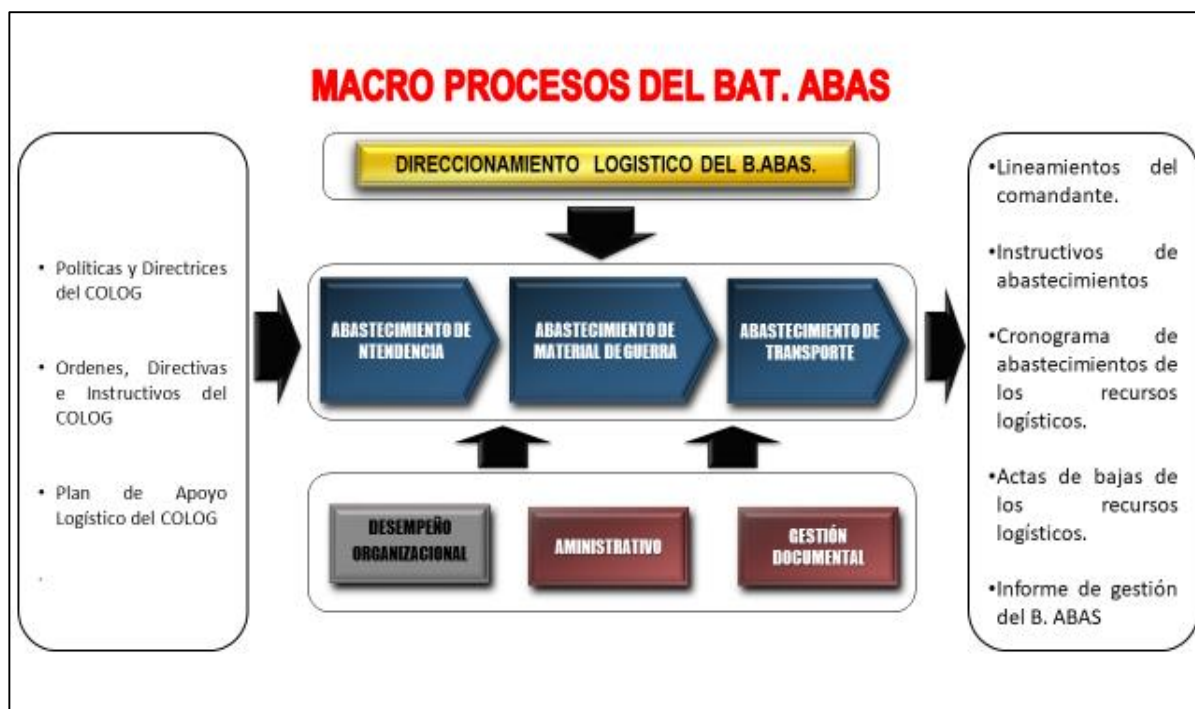 MACRO PROCESOS DEL BAT. ABAS
DIRECCIONAMIENTO LOGISTICO DEL B.ABAS.
• Políticas y Directrices
del COLOG
• Ordenes, Directivas
e Instructivos del
COLOG
• Plan de Apoyo
Logístico del COLOG
.
ABASTECIMIENTO DE
NTENDENCIA
ABASTECIMIENTO DE
MATERIAL DE GUERRA
ABASTECIMIENTO DE
TRANSPORTE
DESEMPEÑO
ORGANIZACIONAL
AMINISTRATIVO
GESTIÓN
DOCUMENTAL
•Lineamientos del
comandante.
•Instructivos de
abastecimientos
•Cronograma de
abastecimientos de
los recursos
logísticos.
•Actas de bajas de
los recursos
logísticos.
•Informe de gestión
del B. ABAS